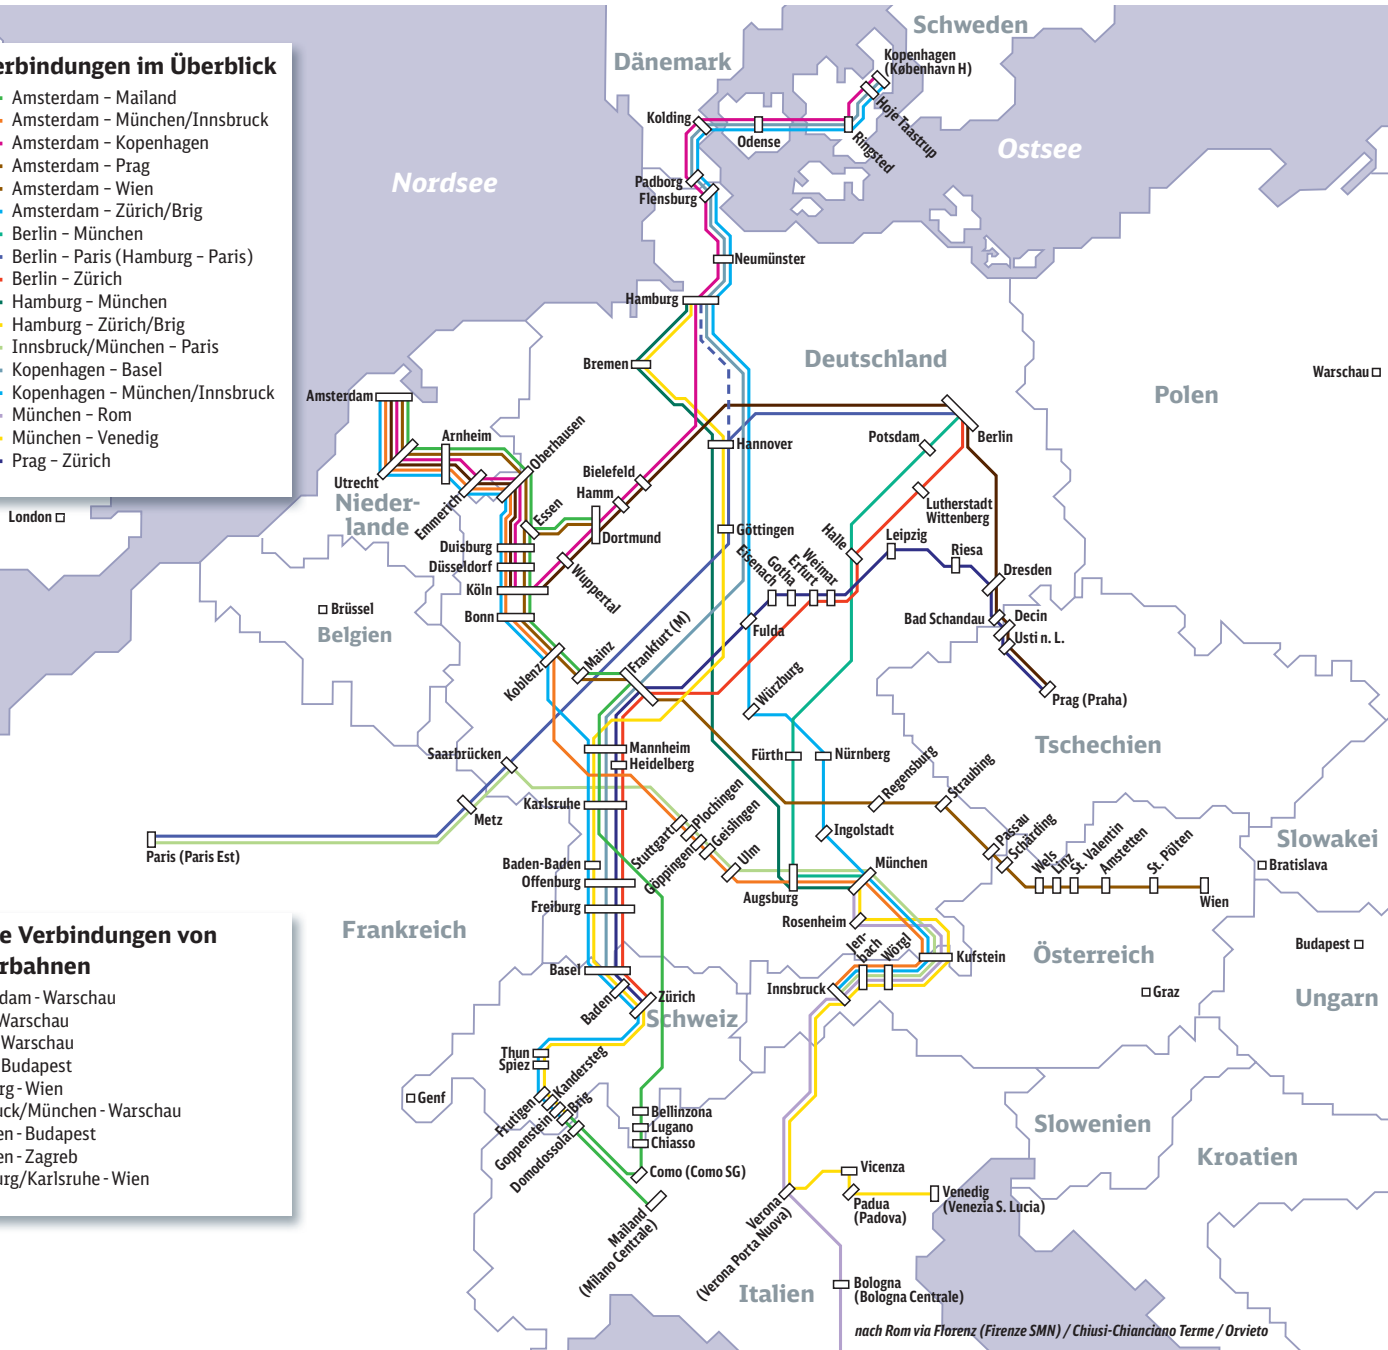 erbindungen im Überblick
Amsterdam – Mailand
Amsterdam – München/Innsbruck
Amsterdam – Kopenhagen
Amsterdam – Prag
Amsterdam – Wien
Amsterdam – Zürich/Brig
Berlin – München
Berlin – Paris (Hamburg – Paris)
Berlin – Zürich
Hamburg – München
Hamburg – Zürich/Brig
Innsbruck/München – Paris
Kopenhagen – Basel
Kopenhagen – München/Innsbruck
München – Rom
München – Venedig
Prag – Zürich
Schweden
Dänemark
Kopenhagen
(København H)
Hoje Taastrup
Kolding
Odense
Ringsted
Ostsee
Nordsee
Padborg
Flensburg
Neumünster
Hamburg
Bremen
Deutschland
Polen
Warschau
Amsterdam
Arnheim
Oberhausen
Utrecht
Emmerich
Nieder-
lande
London
Essen
Bielefeld
Hamm
Dortmund
Hannover
Potsdam
Berlin
Lutherstadt
Wittenberg
Göttingen
Halle
Leipzig
Riesa
Dresden
Eisenach
Gotha
Erfurt
Weimar
Duisburg
Düsseldorf
Köln
Wuppertal
Bonn
Brüssel
Belgien
Fulda
Bad Schandau
Decin
Usti n. L.
Prag (Praha)
Koblenz
Mainz
Frankfurt (M)
Würzburg
Tschechien
Saarbrücken
Mannheim
Heidelberg
Fürth
Nürnberg
Regensburg
Straubing
Metz
Karlsruhe
Paris (Paris Est)
Stuttgart
Plochingen
Göppingen
Geislingen
Ulm
Ingolstadt
Passau
Schärding
Slowakei
Bratislava
Baden-Baden
Offenburg
Freiburg
Augsburg
München
Wels
Linz
St. Valentin
Amstetten
St. Pölten
Wien
Frankreich
Rosenheim
Jen-
bach
Wörgl
Kufstein
Österreich
Budapest
Basel
Innsbruck
Graz
Ungarn
Baden
Zürich
Schweiz
e Verbindungen von
rbahnen
dam - Warschau
Warschau
Warschau
Budapest
rg - Wien
uck/München - Warschau
en - Budapest
en - Zagreb
urg/Karlsruhe - Wien
Thun
Spiez
Kandersteg
Genf
Frutigen
Goppenstein
Brig
Domodossola
Bellinzona
Lugano
Chiasso
Como (Como SG)
Slowenien
Kroatien
Mailand
(Milano Centrale)
Verona
(Verona Porta Nuova)
Vicenza
Padua
(Padova)
Venedig
(Venezia S. Lucia)
Italien
Bologna
(Bologna Centrale)
nach Rom via Florenz (Firenze SMN) / Chiusi-Chianciano Terme / Orvieto